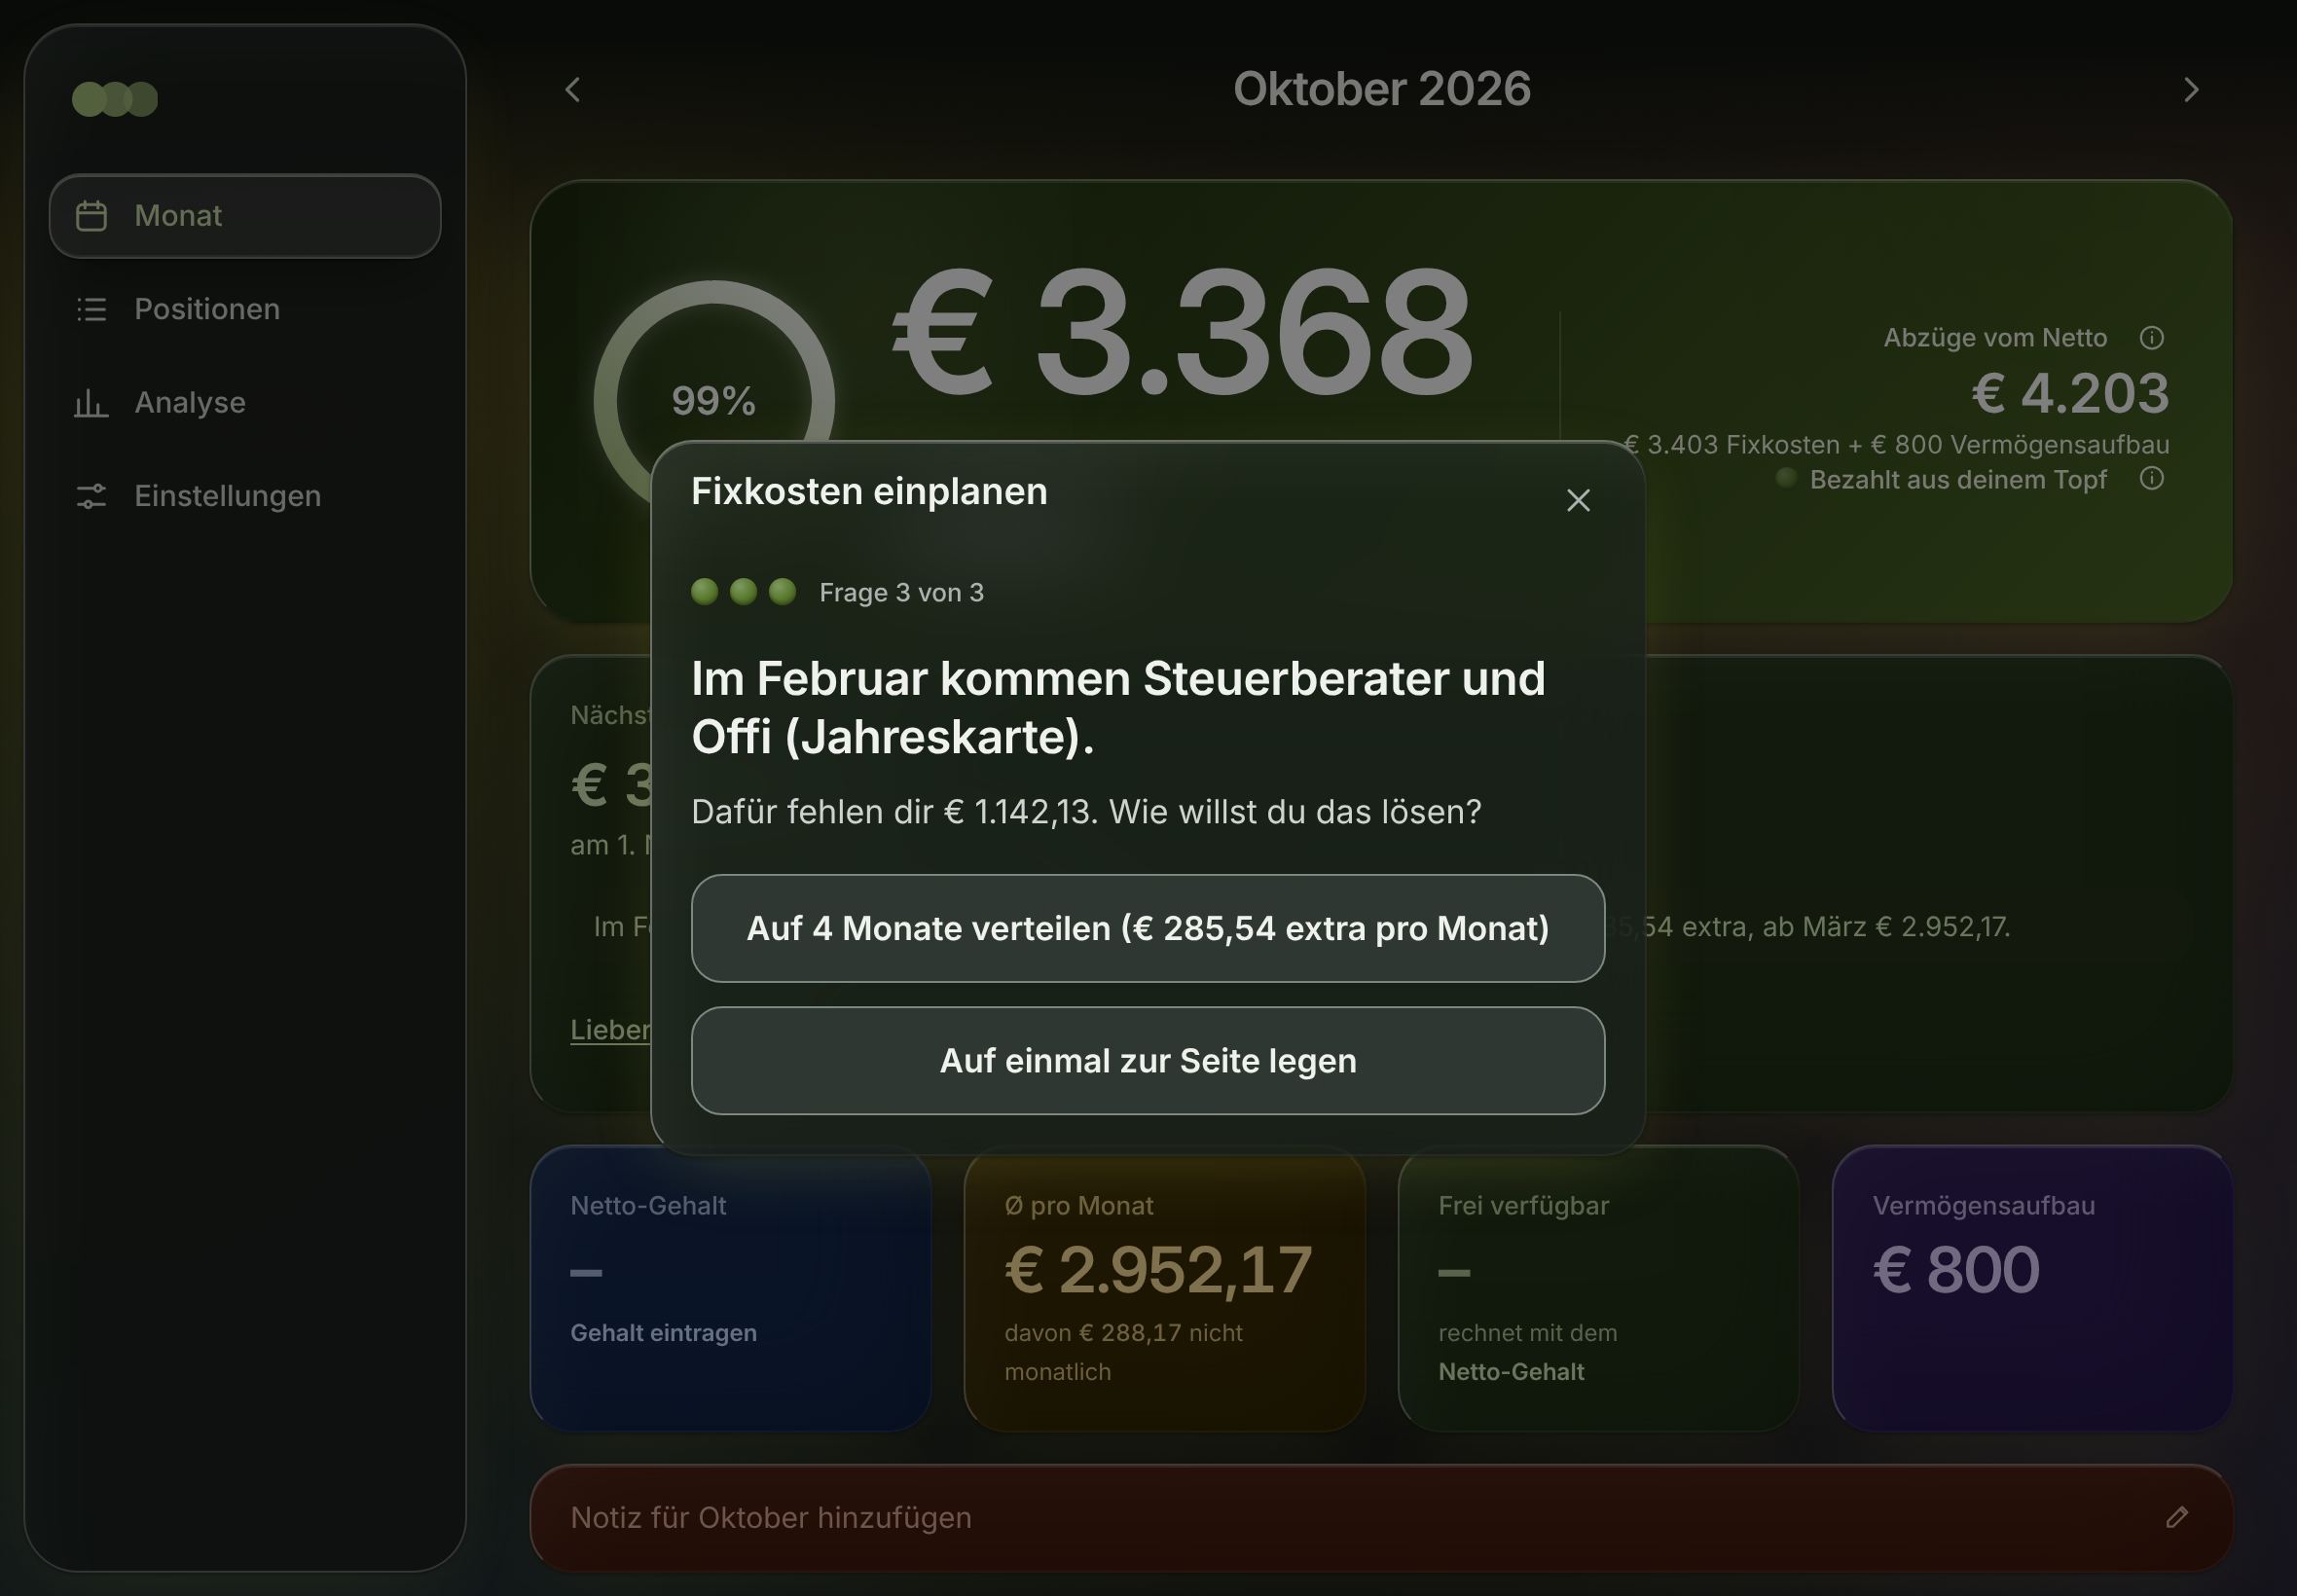 Monat
Positionen
Analyse
Einstellungen
Oktober 2026
99%
€ 3.368
Abzüge vom Netto
€ 4.203
€ 3.403 Fixkosten + € 800 Vermögensaufbau
Bezahlt aus deinem Topf
Fixkosten einplanen
Frage 3 von 3
Im Februar kommen Steuerberater und
Offi (Jahreskarte).
Dafür fehlen dir € 1.142,13. Wie willst du das lösen?
Auf 4 Monate verteilen (€ 285,54 extra pro Monat)
Auf einmal zur Seite legen
€ 3
am 1.
Im
54 extra, ab März € 2.952,17.
Lieber
Netto-Gehalt
–
Gehalt eintragen
Ø pro Monat
€ 2.952,17
davon € 288,17 nicht
monatlich
Frei verfügbar
–
rechnet mit dem
Netto-Gehalt
Vermögensaufbau
€ 800
Notiz für Oktober hinzufügen